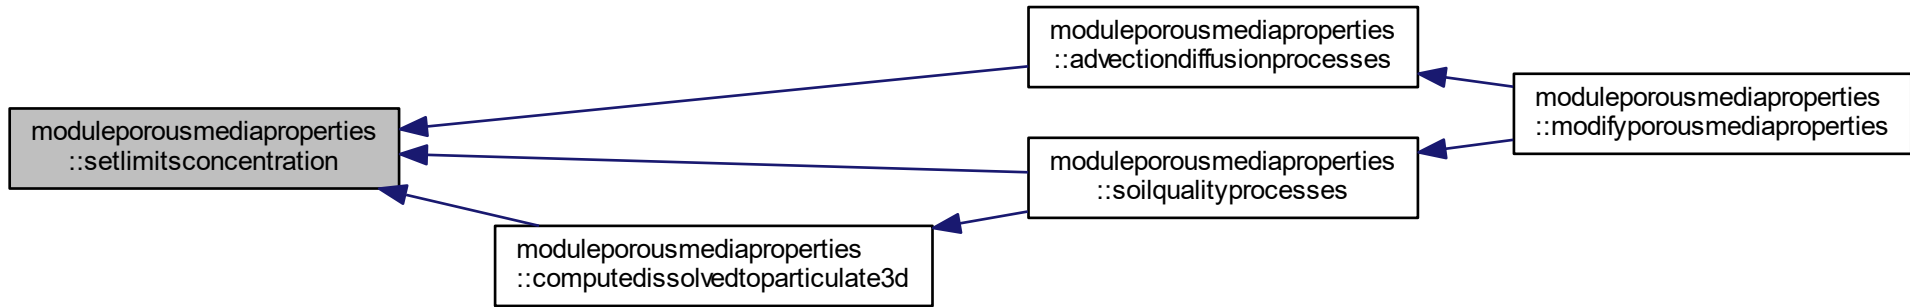 moduleporousmediaproperties
::setlimitsconcentration
moduleporousmediaproperties
::advectiondiffusionprocesses
moduleporousmediaproperties
::modifyporousmediaproperties
moduleporousmediaproperties
::soilqualityprocesses
moduleporousmediaproperties
::computedissolvedtoparticulate3d